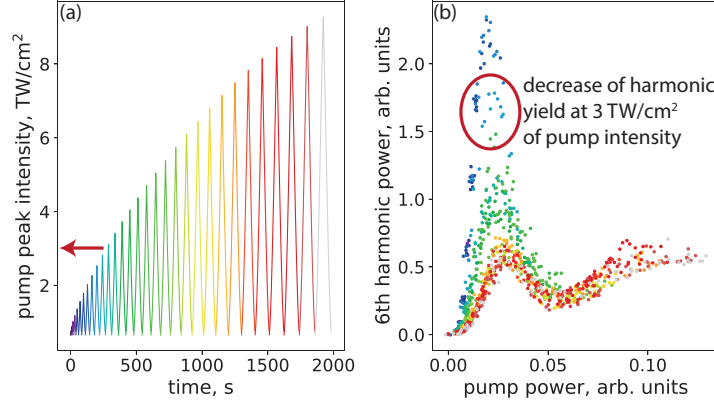 (a)
pump peak intensity, TW/cm²
8
6
4
2
0
500
1000
1500
2000
time, s
(b)
6th harmonic power, arb. units
2.0
1.5
1.0
0.5
0.0
decrease of harmonic
yield at 3 TW/cm²
of pump intensity
0.00
0.05
0.10
pump power, arb. units